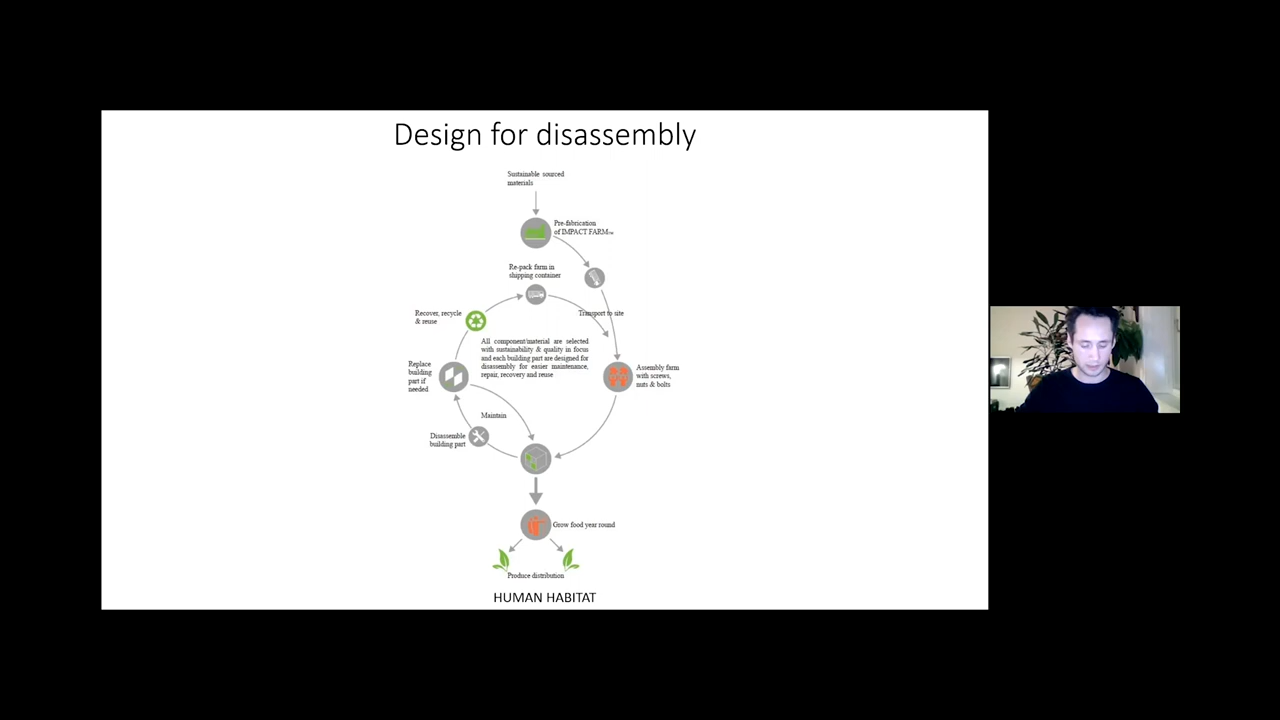 Design for disassembly
Sustainable sourced
materials
Pre-fabrication
of IMPACT FARM
Re-pack farm in
shipping container
Recover, recycle
& reuse
Transport to site
All component/material are selected
with sustainability & quality in focus
and each building part are designed for
disassembly for easier maintenance,
repair, recovery and reuse
Replace
building
part if
needed
Assembly farm
with screws,
nuts & bolts
Maintain
Disassemble
building part
Grow food year round
Produce distribution
HUMAN HABITAT